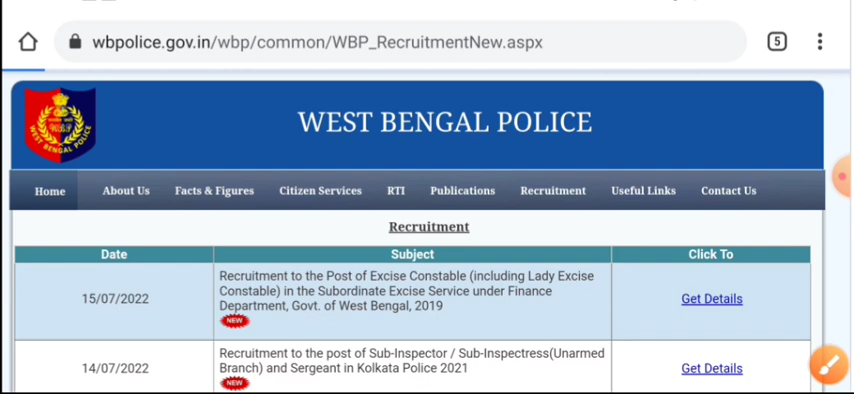 wbpolice.gov.in/wbp/common/WBP_RecruitmentNew.aspx
5
WEST BENGAL POLICE
WEST BENGAL POLICE
Home About Us Facts & Figures Citizen Services RTI Publications Recruitment Useful Links Contact Us
Recruitment
Date Subject Click To
Recruitment to the Post of Excise Constable (including Lady Excise
15/07/2022 Constable) in the Subordinate Excise Service under Finance Get Details
Department, Govt. of West Bengal, 2019
NEW
Recruitment to the post of Sub-Inspector / Sub-Inspectress(Unarmed
14/07/2022 Branch) and Sergeant in Kolkata Police 2021 Get Details
NEW